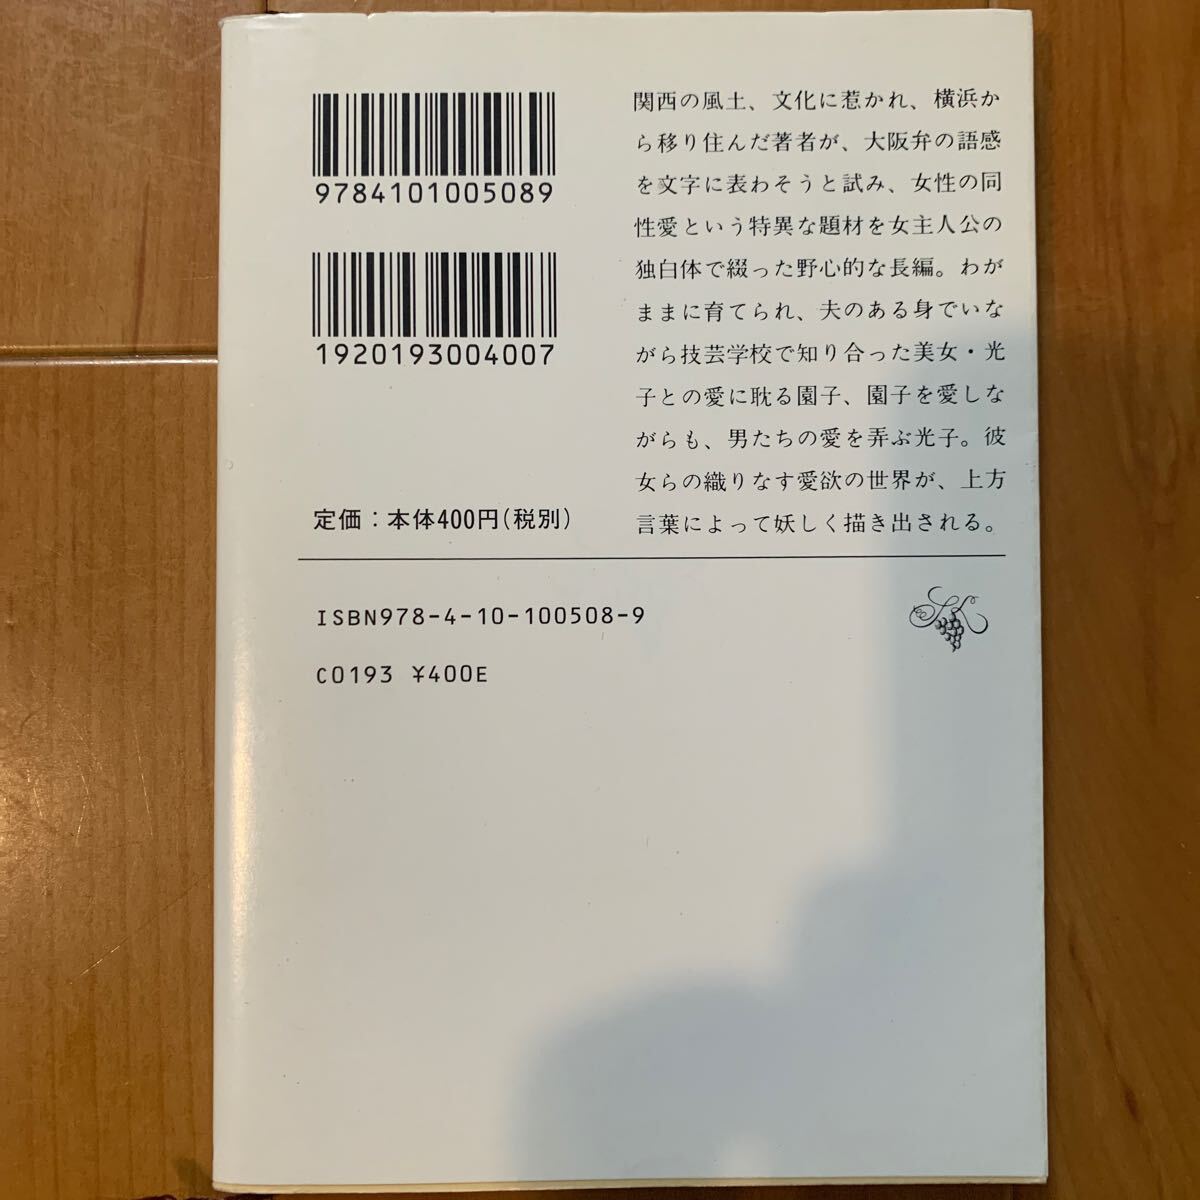 9784101005089
1920193004007
定価：本体400円(税別)
関西の風土、文化に惹かれ、横浜か
ら移り住んだ著者が、大阪弁の語感
を文字に表わそうと試み、女性の同
性愛という特異な題材を女主人公の
独白体で綴った野心的な長編。わが
ままに育てられ、夫のある身でいな
がら技芸学校で知り合った美女・光
子との愛に耽る園子、園子を愛しな
がらも、男たちの愛を弄ぶ光子。彼
女らの織りなす愛欲の世界が、上方
言葉によって妖しく描き出される。
ISBN978-4-10-100508-9
C0193 ¥400E